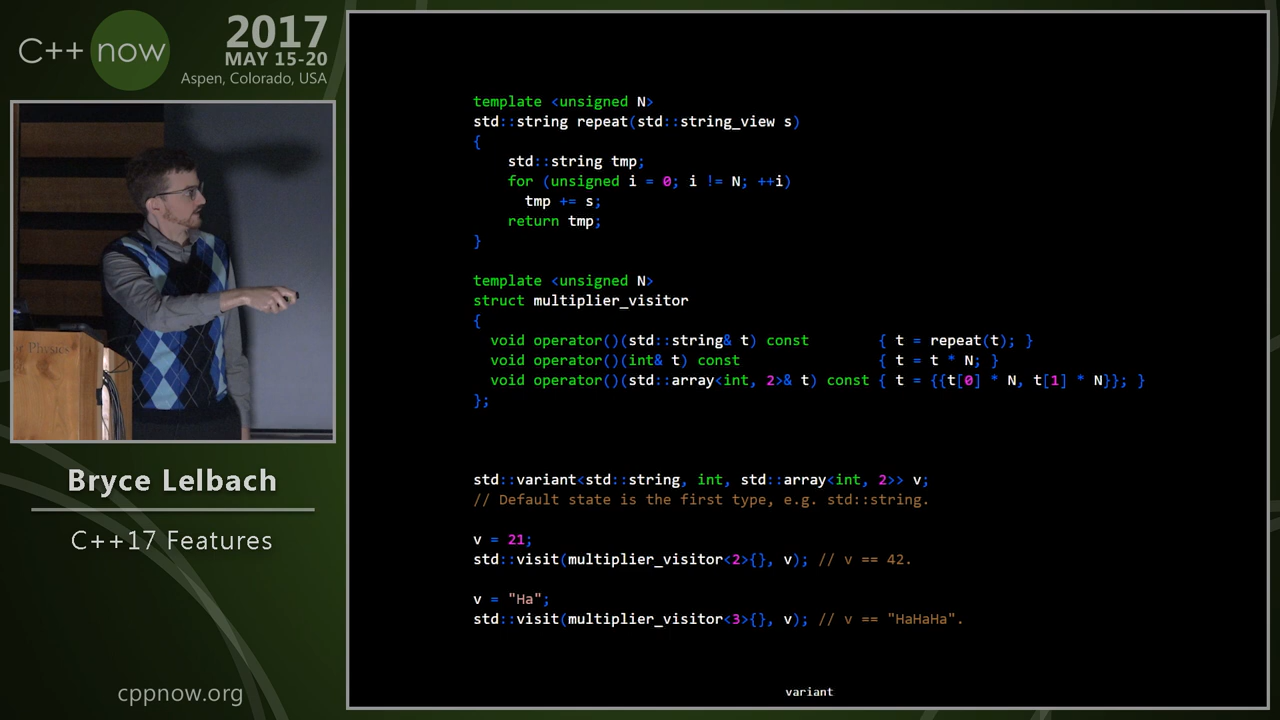 C++ now
2017
MAY 15-20
Aspen, Colorado, USA
ir Physics
Bryce Lelbach
C++17 Features
cppnow.org
template <unsigned N>
std::string repeat(std::string_view s)
{
    std::string tmp;
    for (unsigned i = 0; i != N; ++i)
      tmp += s;
    return tmp;
}
template <unsigned N>
struct multiplier_visitor
{
  void operator()(std::string& t) const        { t = repeat(t); }
  void operator()(int& t) const                { t = t * N; }
  void operator()(std::array<int, 2>& t) const { t = {{t[0] * N, t[1] * N}}; }
};
std::variant<std::string, int, std::array<int, 2>> v;
// Default state is the first type, e.g. std::string.
v = 21;
std::visit(multiplier_visitor<2>{}, v); // v == 42.
v = "Ha";
std::visit(multiplier_visitor<3>{}, v); // v == "HaHaHa".
variant